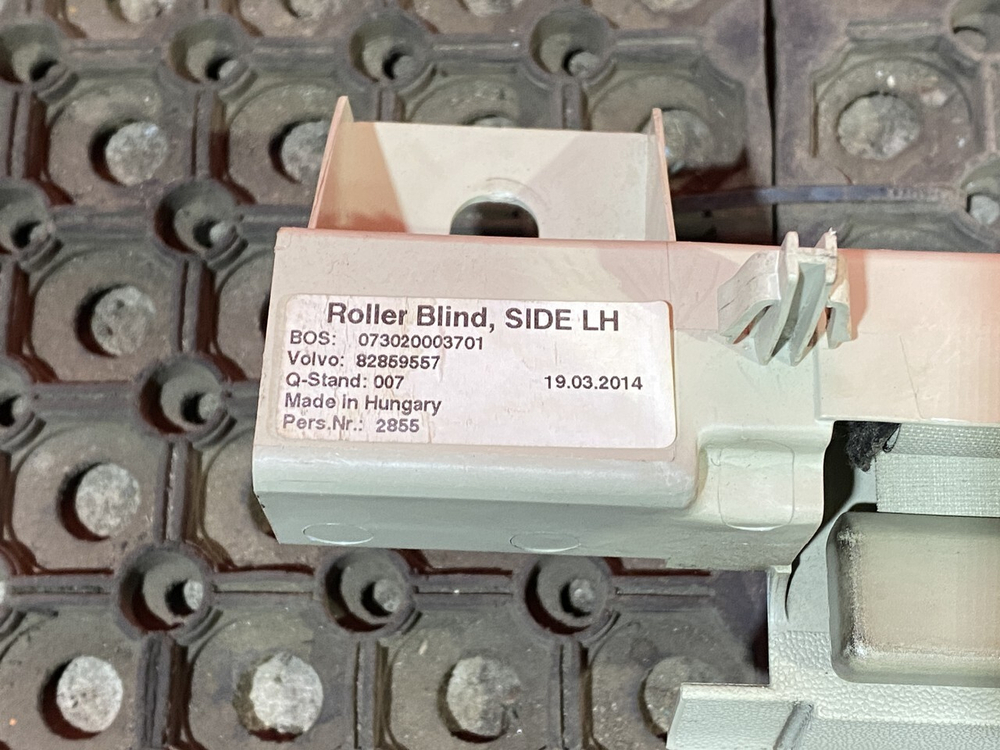 Roller Blind, SIDE LH
BOS: 073020003701
Volvo: 82859557
Q-Stand: 007 19.03.2014
Made in Hungary
Pers.Nr.: 2855